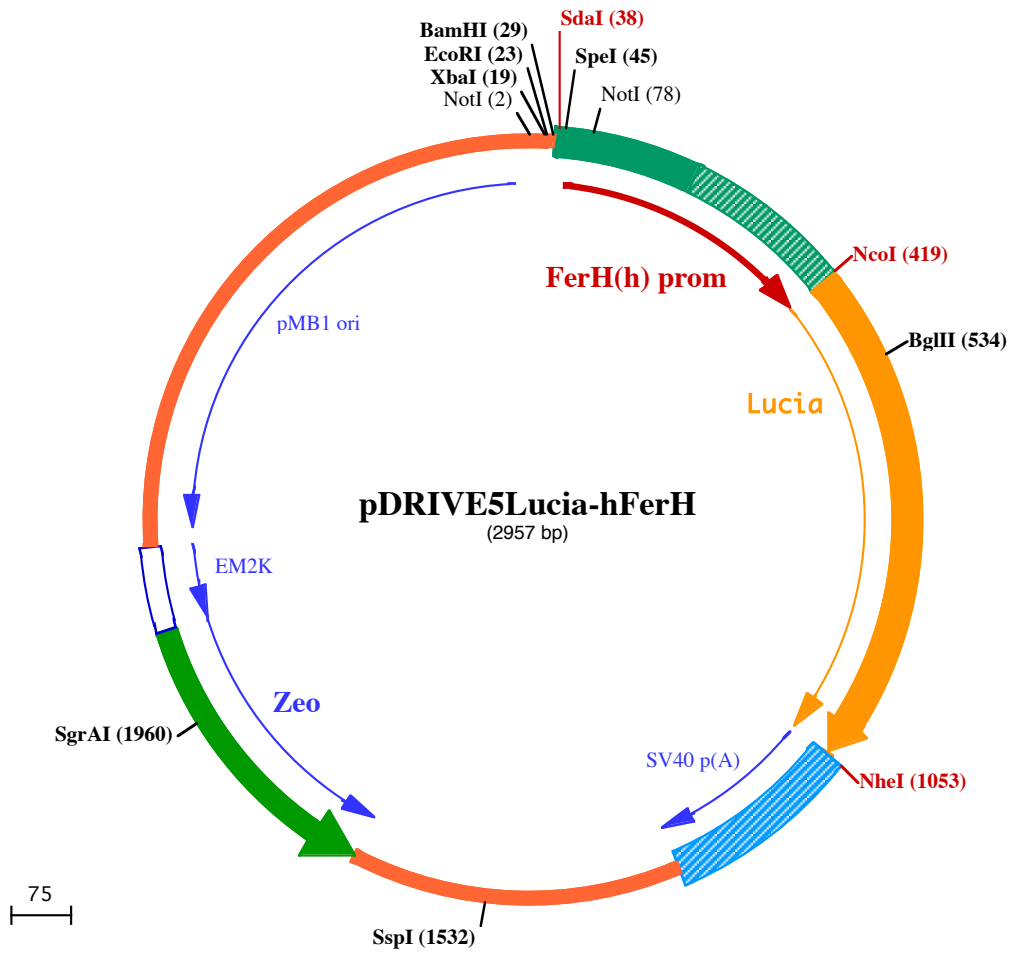 SdaI (38)
BamHI (29)
EcoRI (23)
SpeI (45)
XbaI (19)
NotI (2)
NotI (78)
NcoI (419)
FerH(h) prom
pMB1 ori
BglII (534)
Lucia
pDRIVE5Lucia-hFerH
(2957 bp)
EM2K
Zeo
SgrAI (1960)
SV40 p(A)
NheI (1053)
75
SspI (1532)